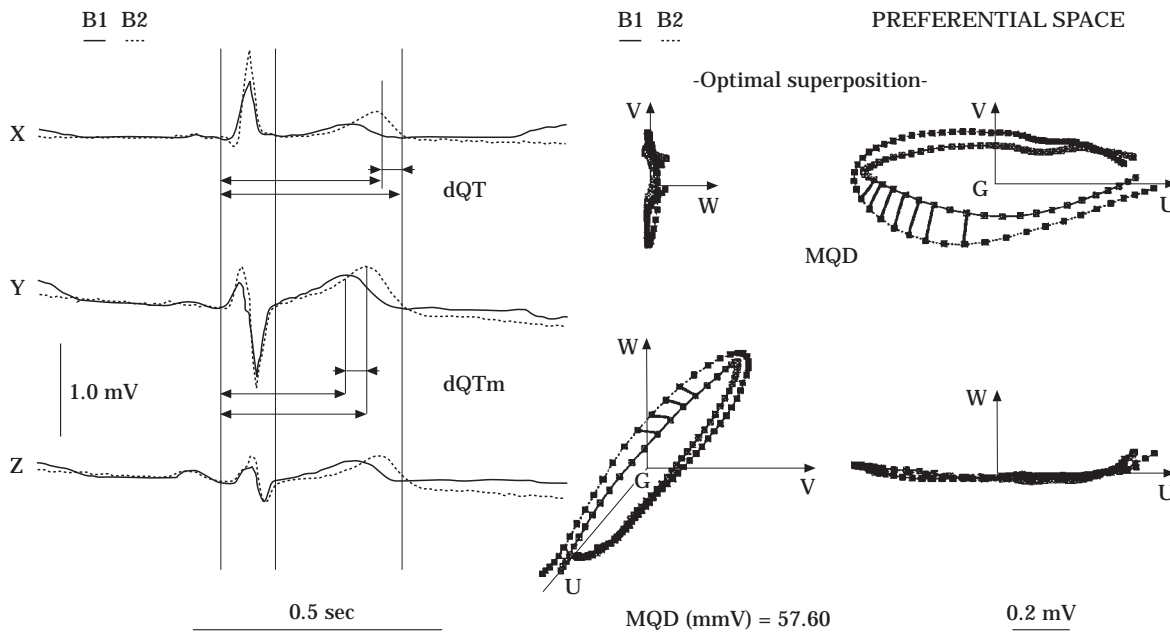 B1 B2
B1 B2
PREFERENTIAL SPACE
-Optimal superposition-
X
dQT
V
W
V
G
U
MQD
Y
1.0 mV
dQTm
Z
W
G
V
U
W
U
0.5 sec
MQD (mmV) = 57.60
0.2 mV